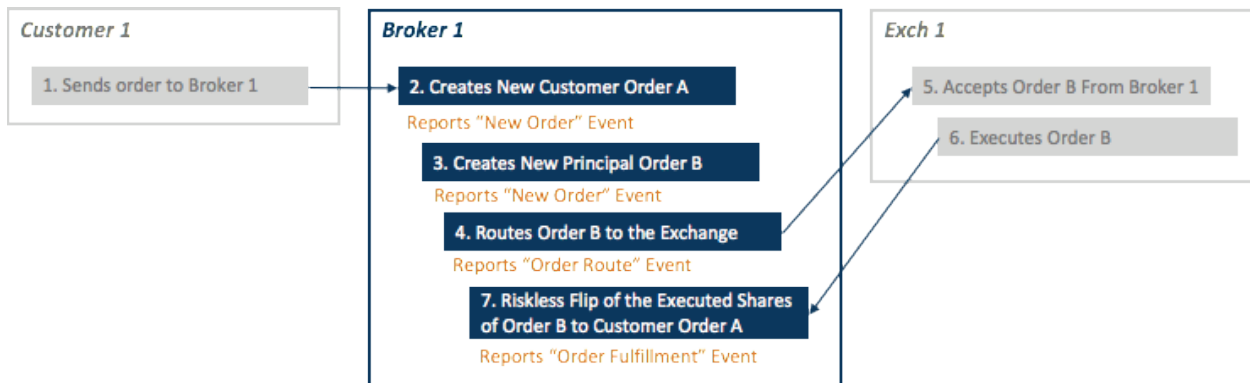 Customer 1
1. Sends order to Broker 1
Broker 1
2. Creates New Customer Order A
Reports “New Order” Event
3. Creates New Principal Order B
Reports “New Order” Event
4. Routes Order B to the Exchange
Reports “Order Route” Event
7. Riskless Flip of the Executed Shares
of Order B to Customer Order A
Reports “Order Fulfillment” Event
Exch 1
5. Accepts Order B From Broker 1
6. Executes Order B